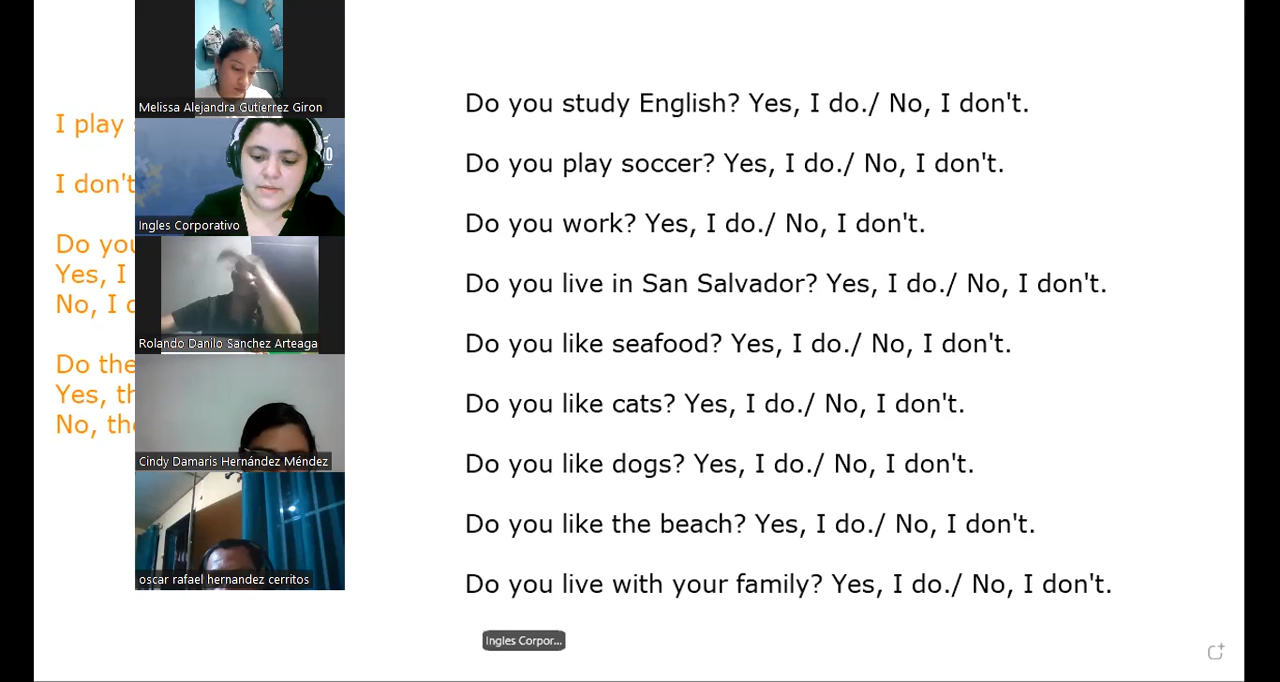 Melissa Alejandra Gutierrez Giron
Ingles Corporativo
Rolando Danilo Sanchez Arteaga
Cindy Damaris Hernández Méndez
oscar rafael hernandez cerritos
I play
I don't
Do you
Yes, I
No, I
Do the
Yes, th
No, the
Do you study English? Yes, I do./ No, I don't.
Do you play soccer? Yes, I do./ No, I don't.
Do you work? Yes, I do./ No, I don't.
Do you live in San Salvador? Yes, I do./ No, I don't.
Do you like seafood? Yes, I do./ No, I don't.
Do you like cats? Yes, I do./ No, I don't.
Do you like dogs? Yes, I do./ No, I don't.
Do you like the beach? Yes, I do./ No, I don't.
Do you live with your family? Yes, I do./ No, I don't.
Ingles Corpor...